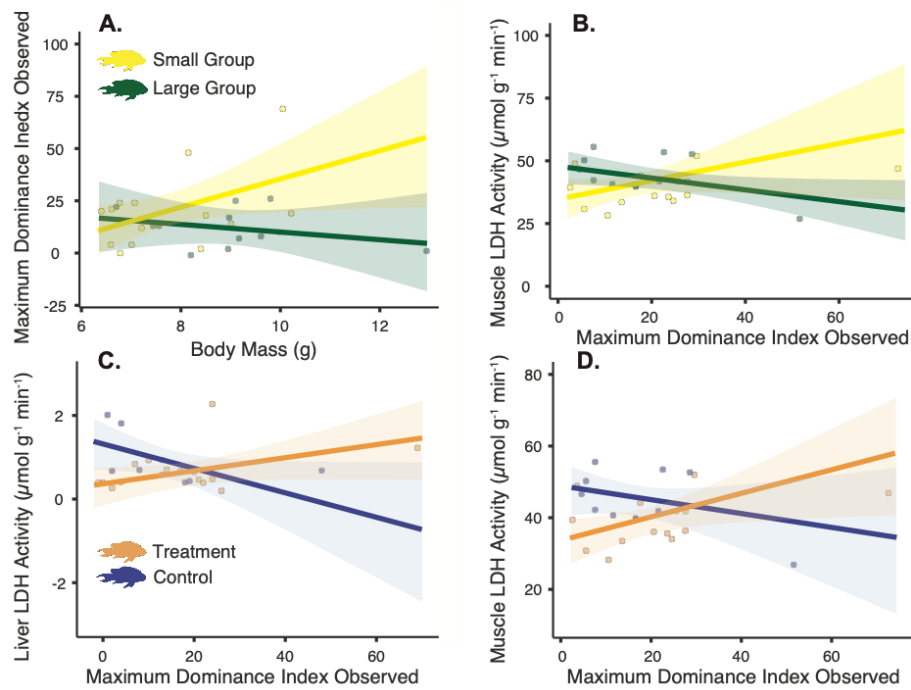 A.
Maximum Dominance Inedx Observed
100
75
50
25
0
-25
Small Group
Large Group
6
8
10
12
Body Mass (g)
B.
Muscle LDH Activity (µmol g⁻¹ min⁻¹)
100
75
50
25
0
0
20
40
60
Maximum Dominance Index Observed
C.
Liver LDH Activity (µmol g⁻¹ min⁻¹)
2
0
-2
Treatment
Control
0
20
40
60
Maximum Dominance Index Observed
D.
Muscle LDH Activity (µmol g⁻¹ min⁻¹)
80
60
40
20
0
20
40
60
Maximum Dominance Index Observed